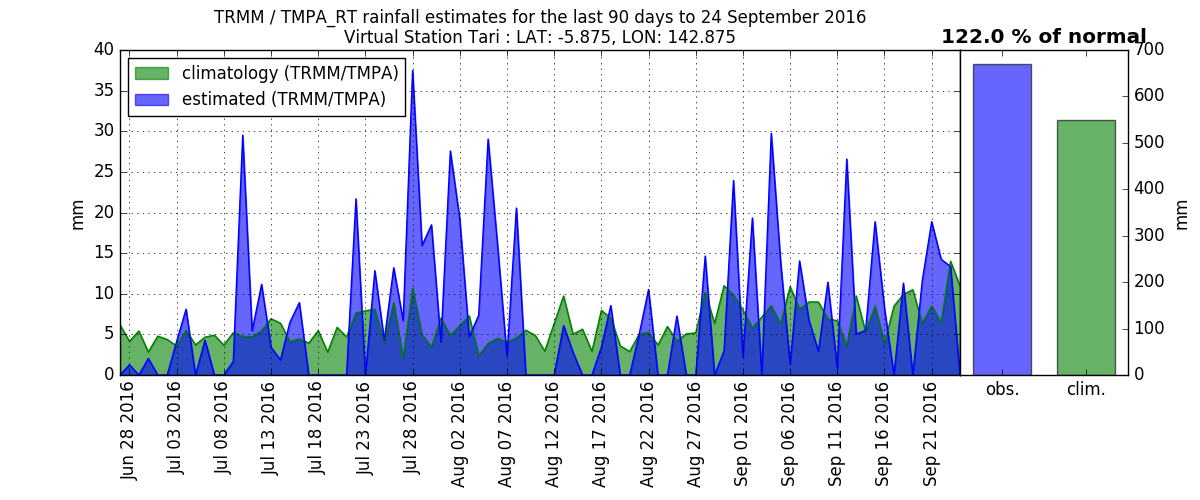 TRMM / TMPA_RT rainfall estimates for the last 90 days to 24 September 2016
Virtual Station Tari : LAT: -5.875, LON: 142.875
122.0 % of normal
climatology (TRMM/TMPA)
estimated (TRMM/TMPA)
40
35
30
25
20
15
10
5
0
mm
Jun 28 2016
Jul 03 2016
Jul 08 2016
Jul 13 2016
Jul 18 2016
Jul 23 2016
Jul 28 2016
Aug 02 2016
Aug 07 2016
Aug 12 2016
Aug 17 2016
Aug 22 2016
Aug 27 2016
Sep 01 2016
Sep 06 2016
Sep 11 2016
Sep 16 2016
Sep 21 2016
obs.
clim.
700
600
500
400
300
200
100
0
mm